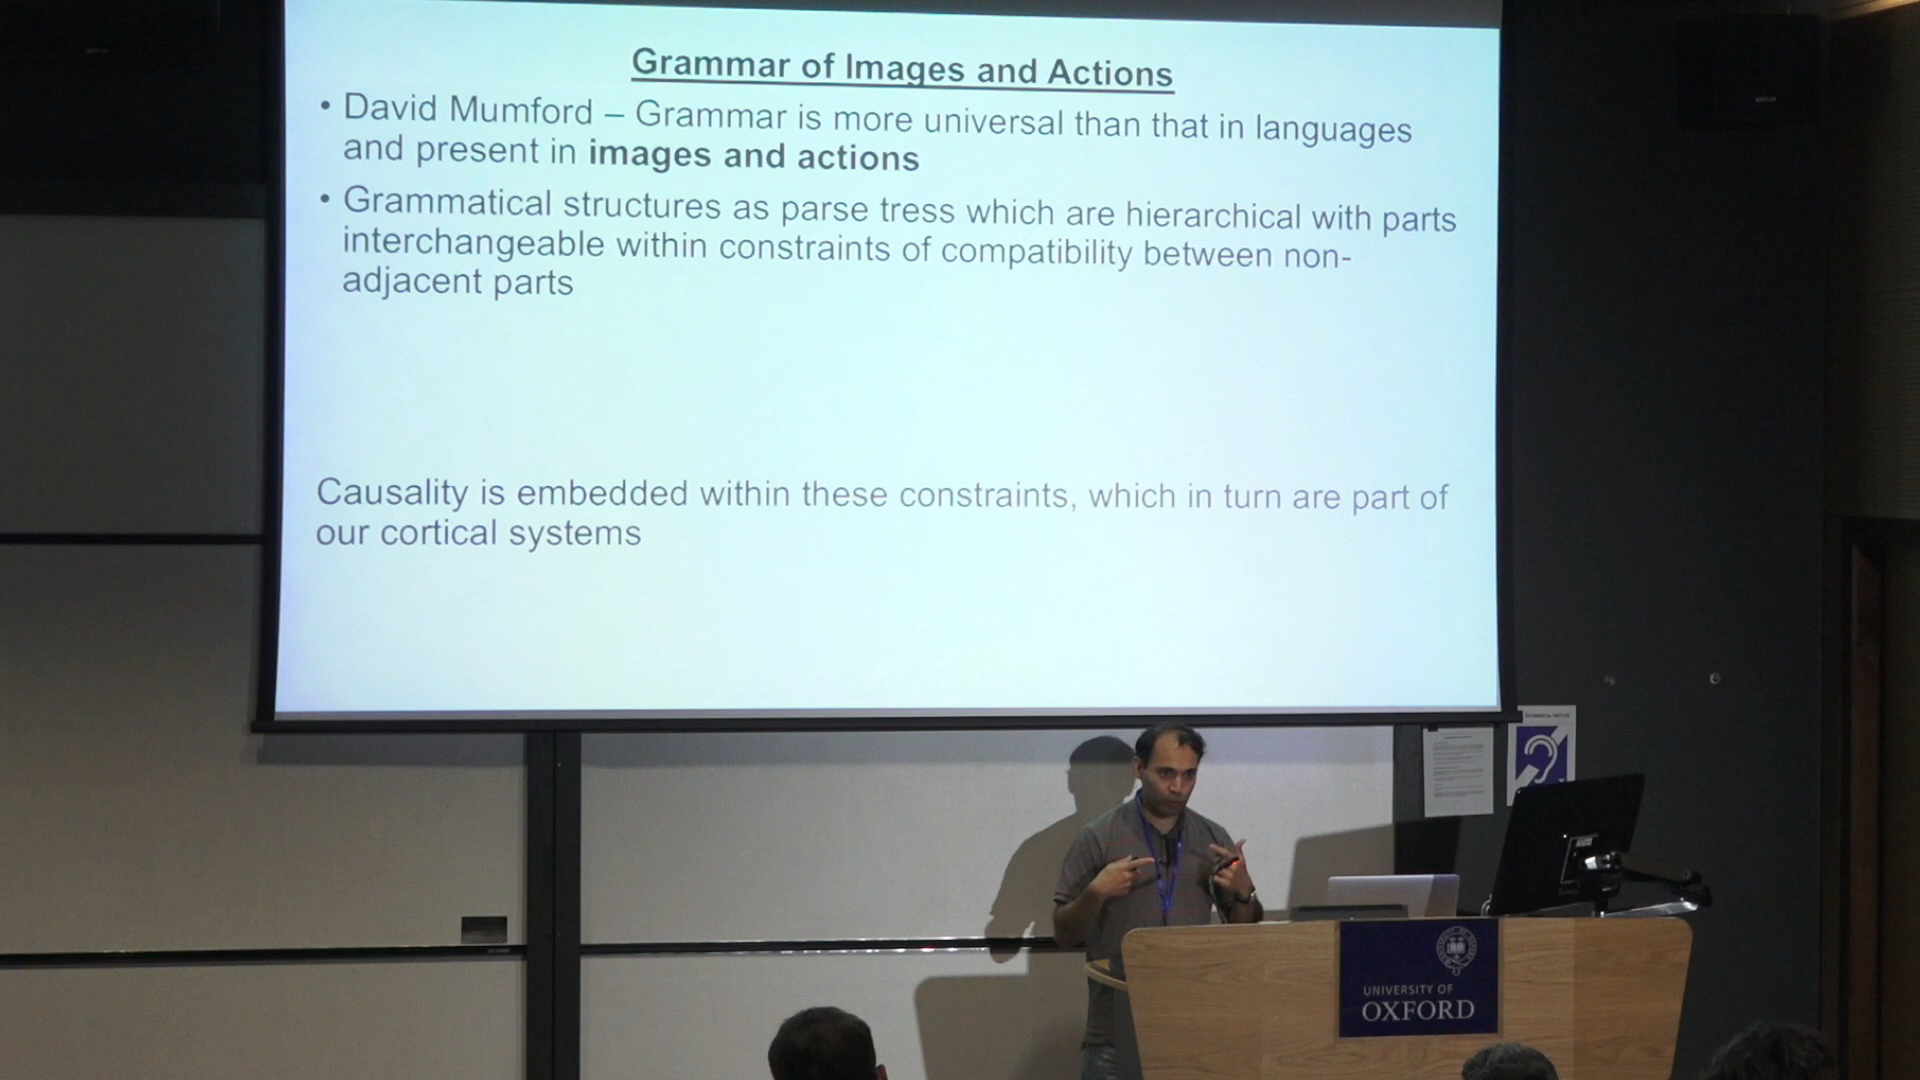 Grammar of Images and Actions
• David Mumford – Grammar is more universal than that in languages
and present in images and actions
• Grammatical structures as parse tress which are hierarchical with parts
interchangeable within constraints of compatibility between non-
adjacent parts
Causality is embedded within these constraints, which in turn are part of
our cortical systems
UNIVERSITY OF
OXFORD